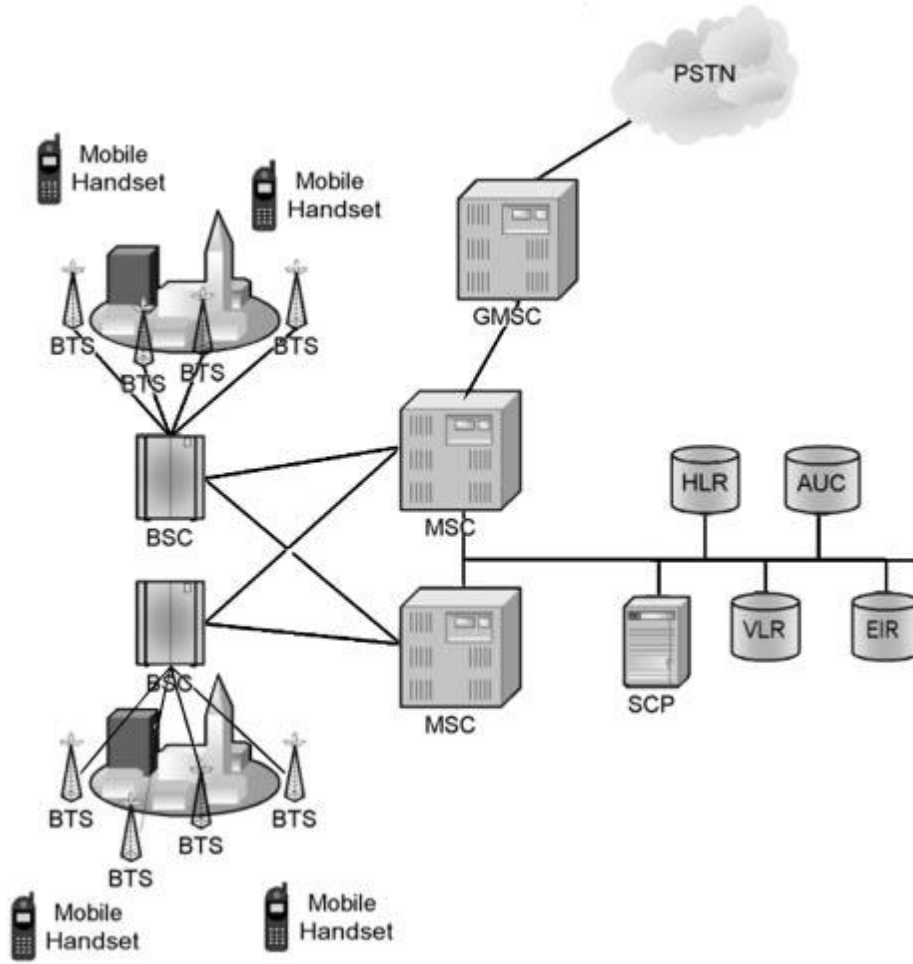 PSTN
Mobile
Handset
Mobile
Handset
GMSC
BTS
BTS
BTS
BTS
HLR
AUC
BSC
MSC
VLR
EIR
BSC
SCP
MSC
BTS
BTS
BTS
BTS
Mobile
Handset
Mobile
Handset